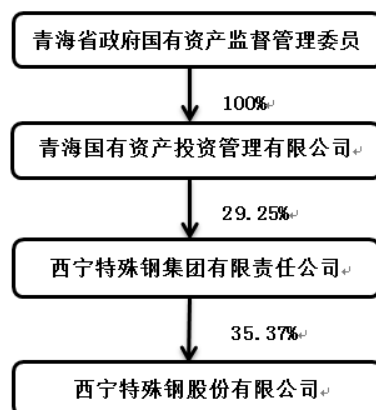 青海省政府国有资产监督管理委员
100%
青海国有资产投资管理有限公司
29.25%
西宁特殊钢集团有限责任公司
35.37%
西宁特殊钢股份有限公司